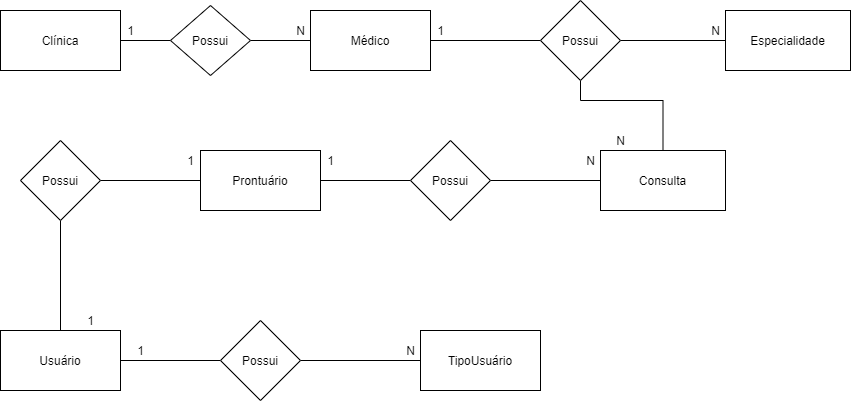 Clínica
1
Possui
N
Médico
1
Possui
N
Especialidade
Possui
1
Prontuário
1
Possui
N
N
Consulta
1
Usuário
1
Possui
N
TipoUsuário